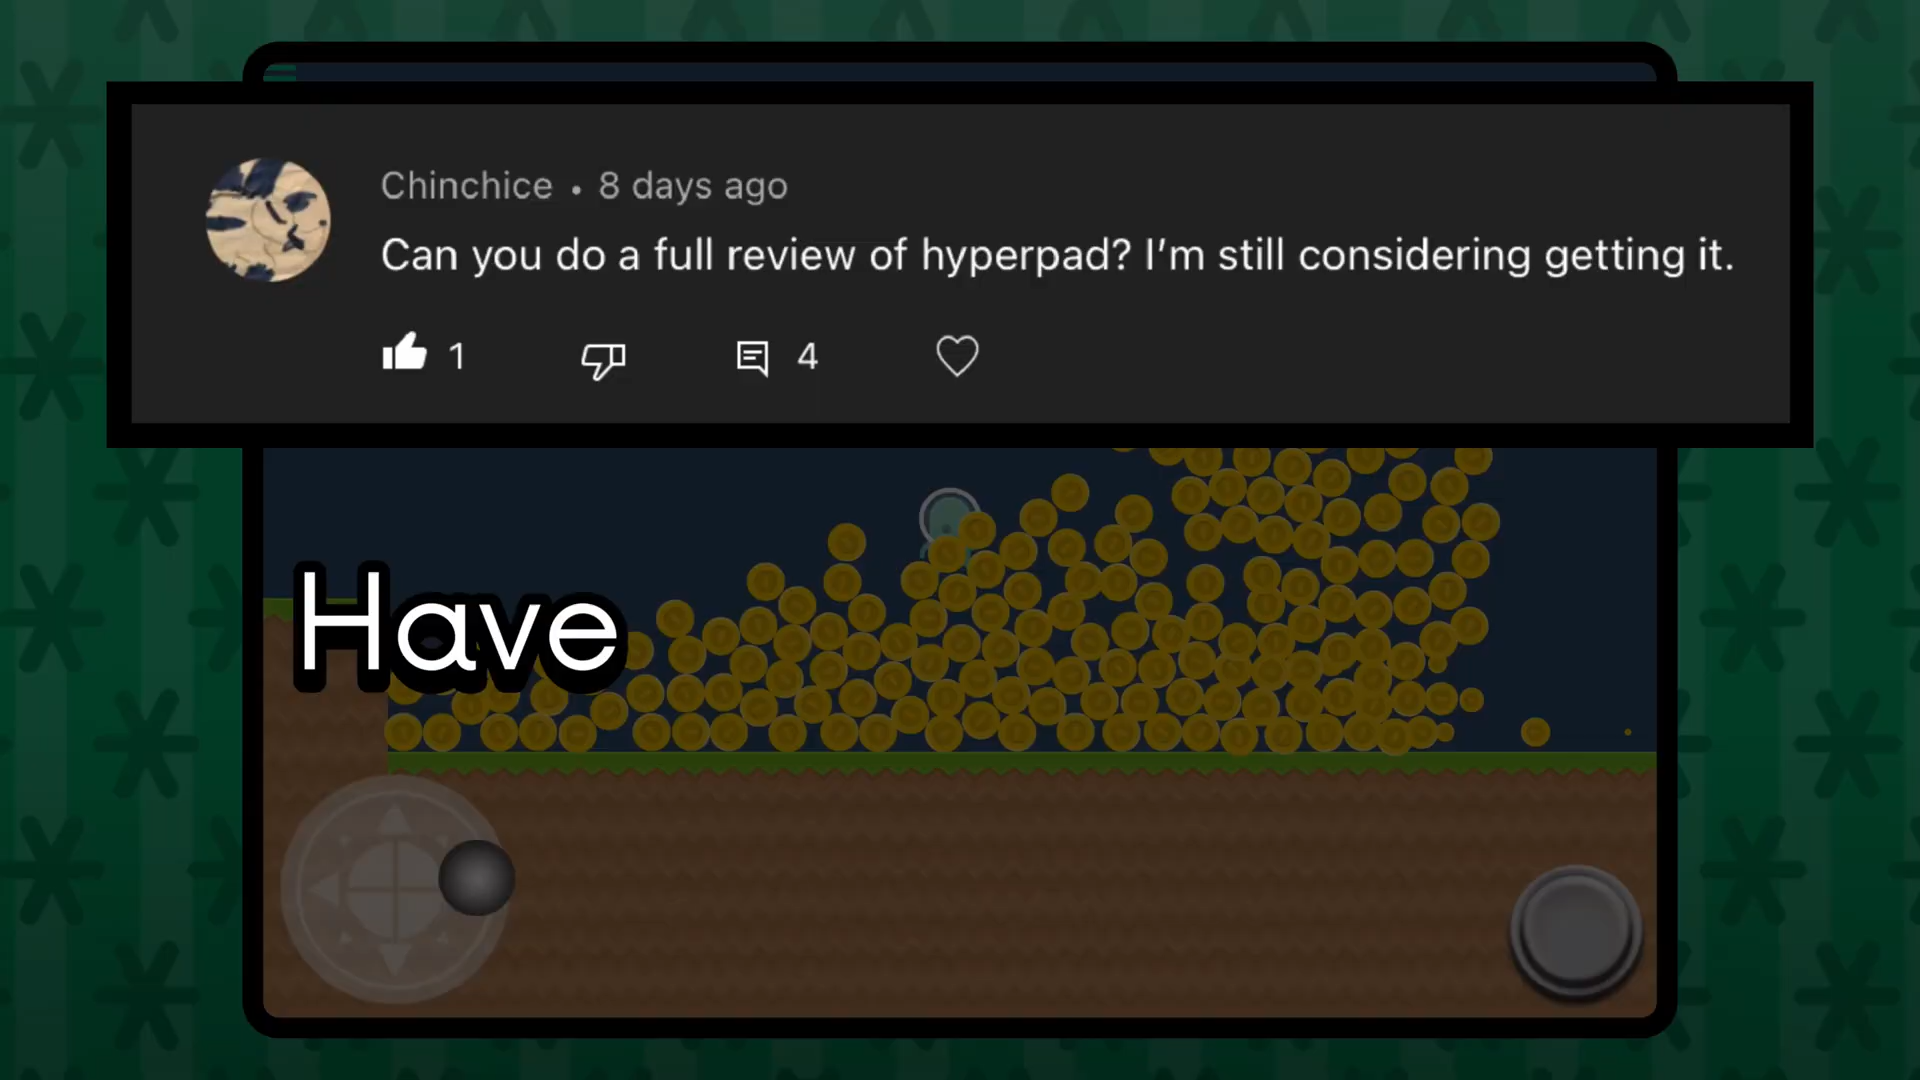 Chinchice • 8 days ago
Can you do a full review of hyperpad? I’m still considering getting it.
1 4
Have